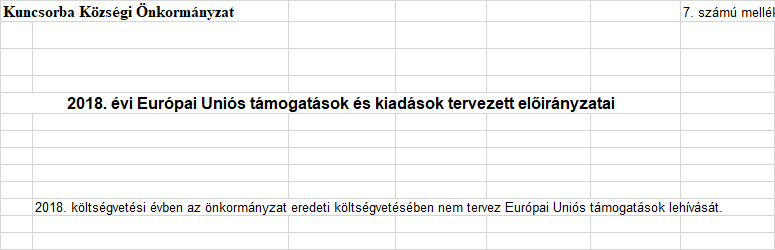 Kuncsorba Községi Önkormányzat 7. számú mellék
2018. évi Európai Uniós támogatások és kiadások tervezett előirányzatai
2018. költségvetési évben az önkormányzat eredeti költségvetésében nem tervez Európai Uniós támogatások lehívását.